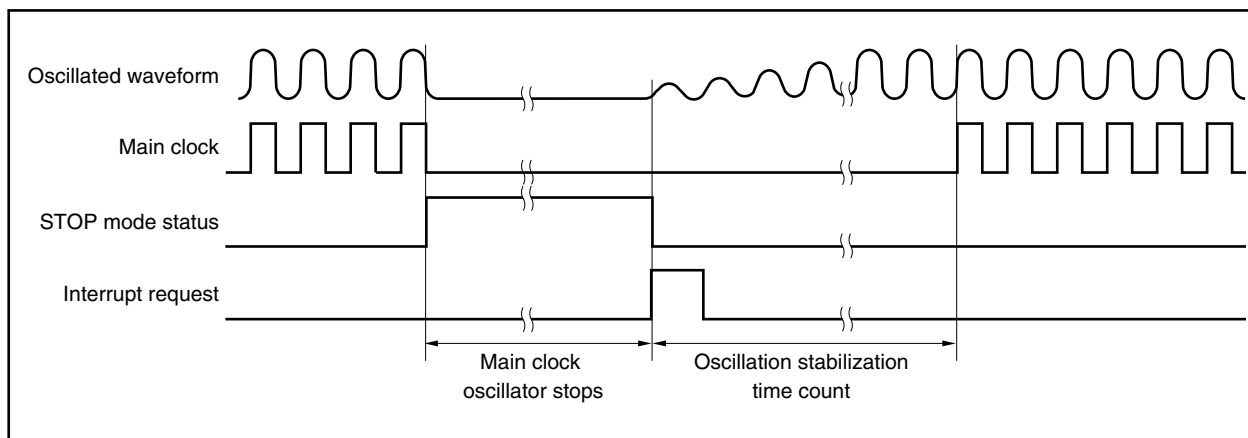 Oscillated waveform
Main clock
STOP mode status
Interrupt request
Main clock
oscillator stops
Oscillation stabilization
time count